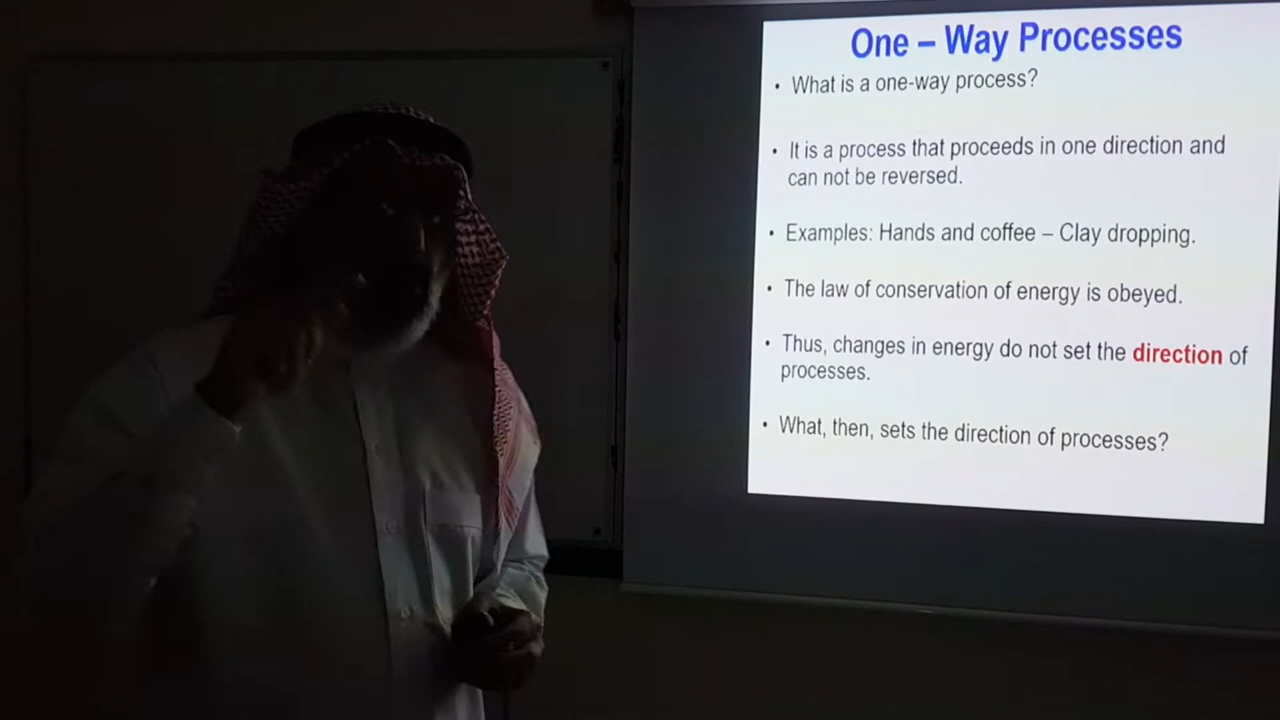 One – Way Processes
• What is a one-way process?
• It is a process that proceeds in one direction and
can not be reversed.
• Examples: Hands and coffee – Clay dropping.
• The law of conservation of energy is obeyed.
• Thus, changes in energy do not set the direction of
processes.
• What, then, sets the direction of processes?